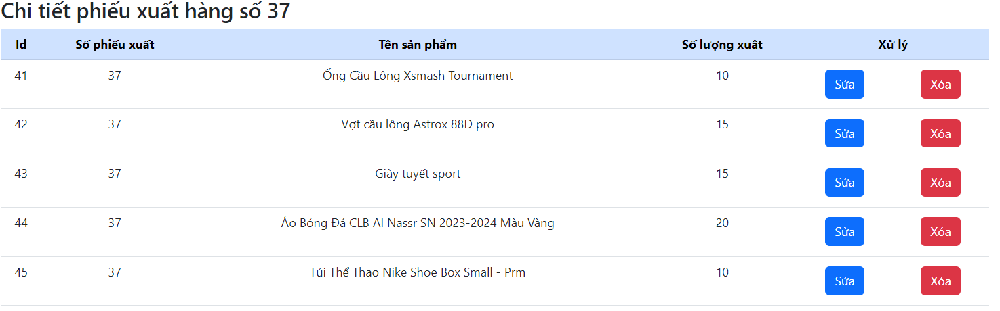 Chi tiết phiếu xuất hàng số 37
Id Số phiếu xuất Tên sản phẩm Số lượng xuât Xử lý
41 37 Ống Cầu Lông Xsmash Tournament 10 Sửa Xóa
42 37 Vợt cầu lông Astrox 88D pro 15 Sửa Xóa
43 37 Giày tuyết sport 15 Sửa Xóa
44 37 Áo Bóng Đá CLB Al Nassr SN 2023-2024 Màu Vàng 20 Sửa Xóa
45 37 Túi Thể Thao Nike Shoe Box Small - Prm 10 Sửa Xóa